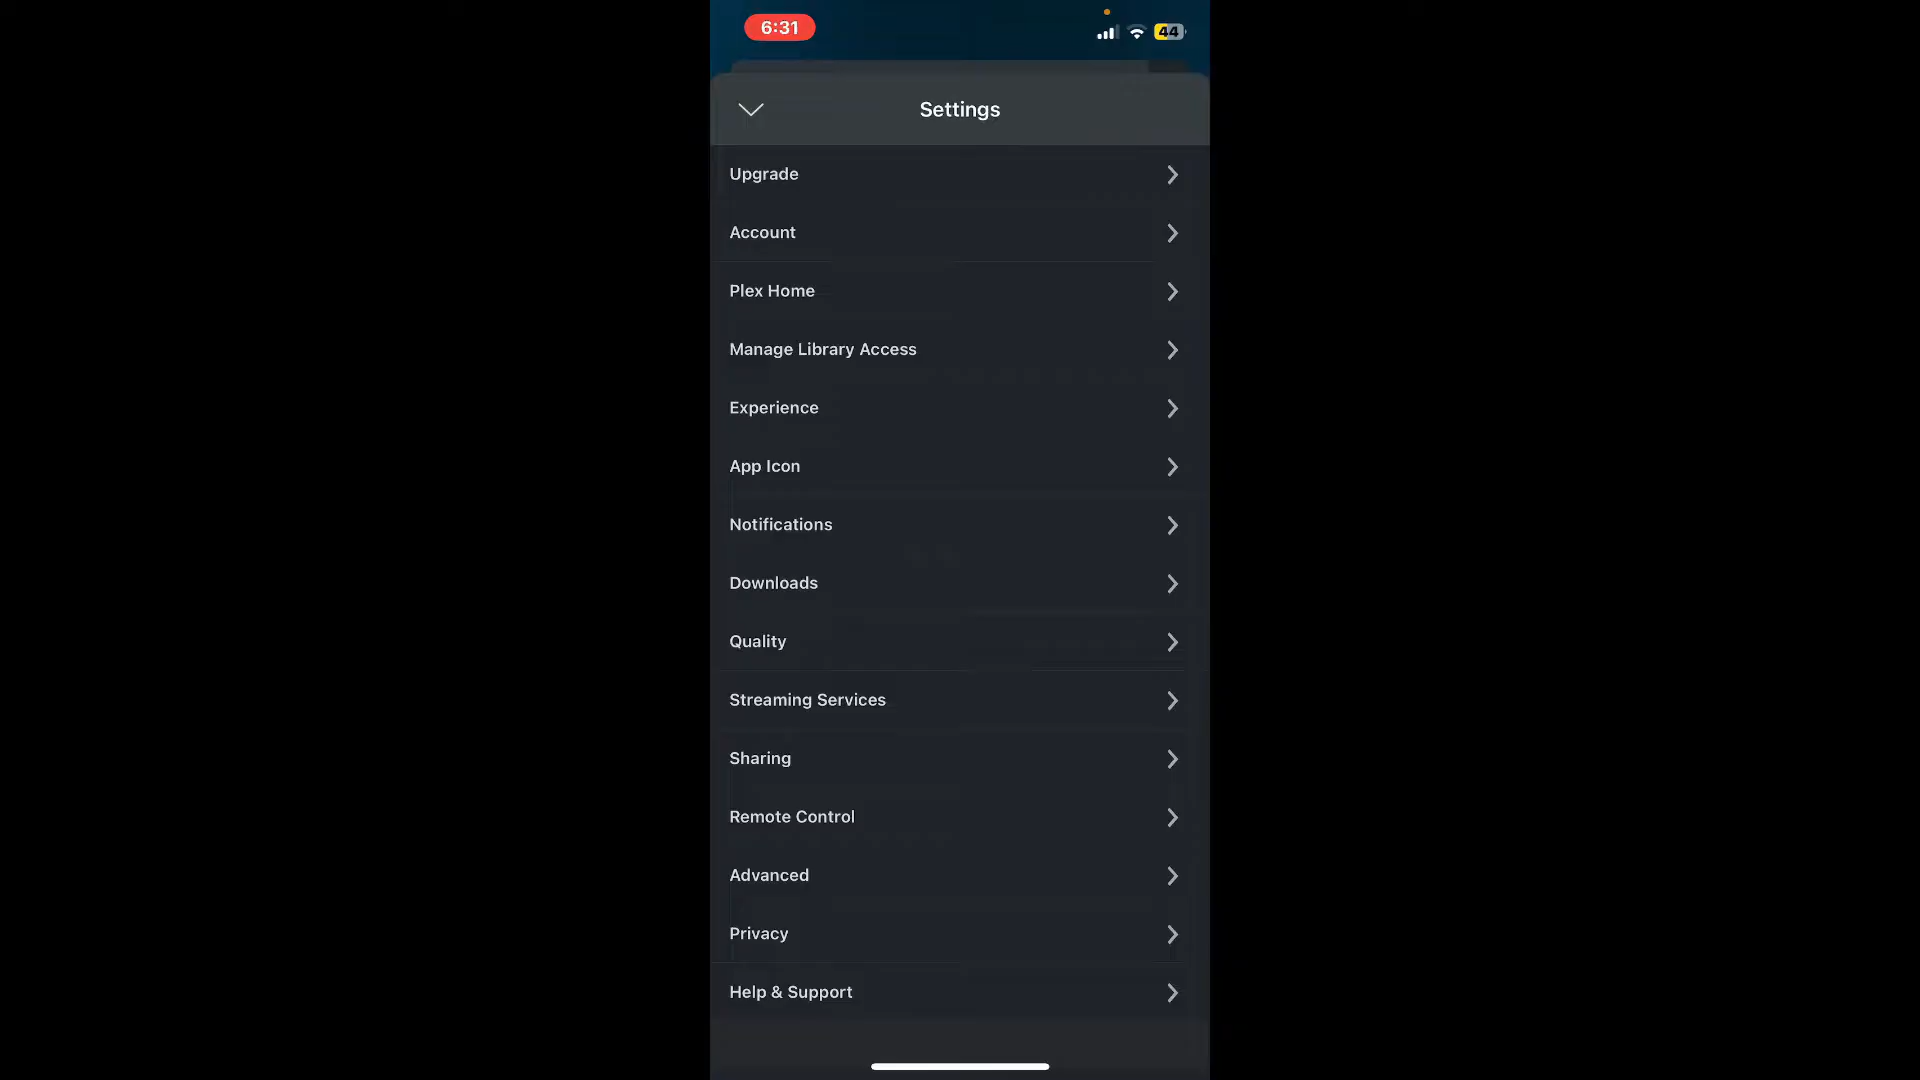 6:31
44
Settings
Upgrade
Account
Plex Home
Manage Library Access
Experience
App Icon
Notifications
Downloads
Quality
Streaming Services
Sharing
Remote Control
Advanced
Privacy
Help & Support